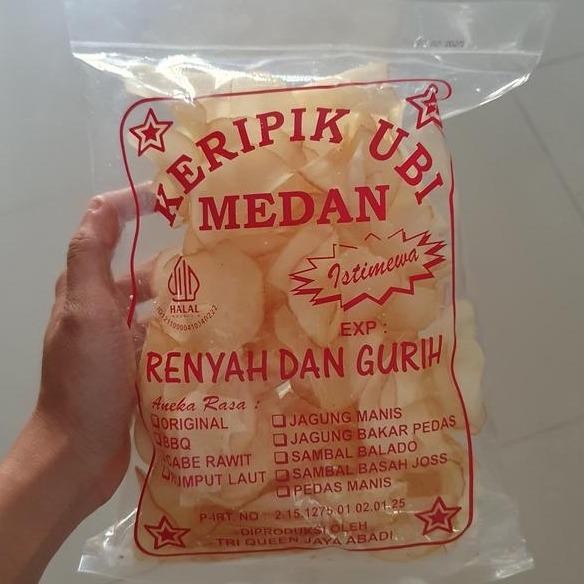 KERIPIK UBI
MEDAN
Istimewa
HALAL
EXP :
RENYAH DAN GURIH
Aneka Rasa :
ORIGINAL
BBQ
CABE RAWIT
RUMPUT LAUT
JAGUNG MANIS
JAGUNG BAKAR PEDAS
SAMBAL BALADO
SAMBAL BASAH JOSS
PEDAS MANIS
P-IRT. NO : 2.15.1275.01.02.01.25
DIPRODUKSI OLEH
TRI QUEEN JAYA ABADI